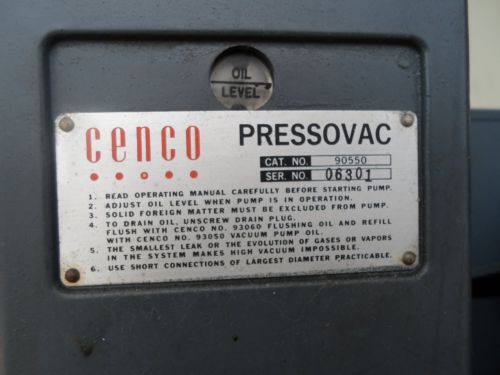 OIL
LEVEL
cenco PRESSOVAC
CAT. NO. 90550
SER. NO. 06301
1. READ OPERATING MANUAL CAREFULLY BEFORE STARTING PUMP.
2. ADJUST OIL LEVEL WHEN PUMP IS IN OPERATION.
3. SOLID FOREIGN MATTER MUST BE EXCLUDED FROM PUMP.
4. TO DRAIN OIL, UNSCREW DRAIN PLUG.
FLUSH WITH CENCO NO. 93060 FLUSHING OIL AND REFILL
WITH CENCO NO. 93050 VACUUM PUMP OIL.
5. THE SMALLEST LEAK OR THE EVOLUTION OF GASES OR VAPORS
IN THE SYSTEM MAKES HIGH VACUUM IMPOSSIBLE.
6. USE SHORT CONNECTIONS OF LARGEST DIAMETER PRACTICABLE.